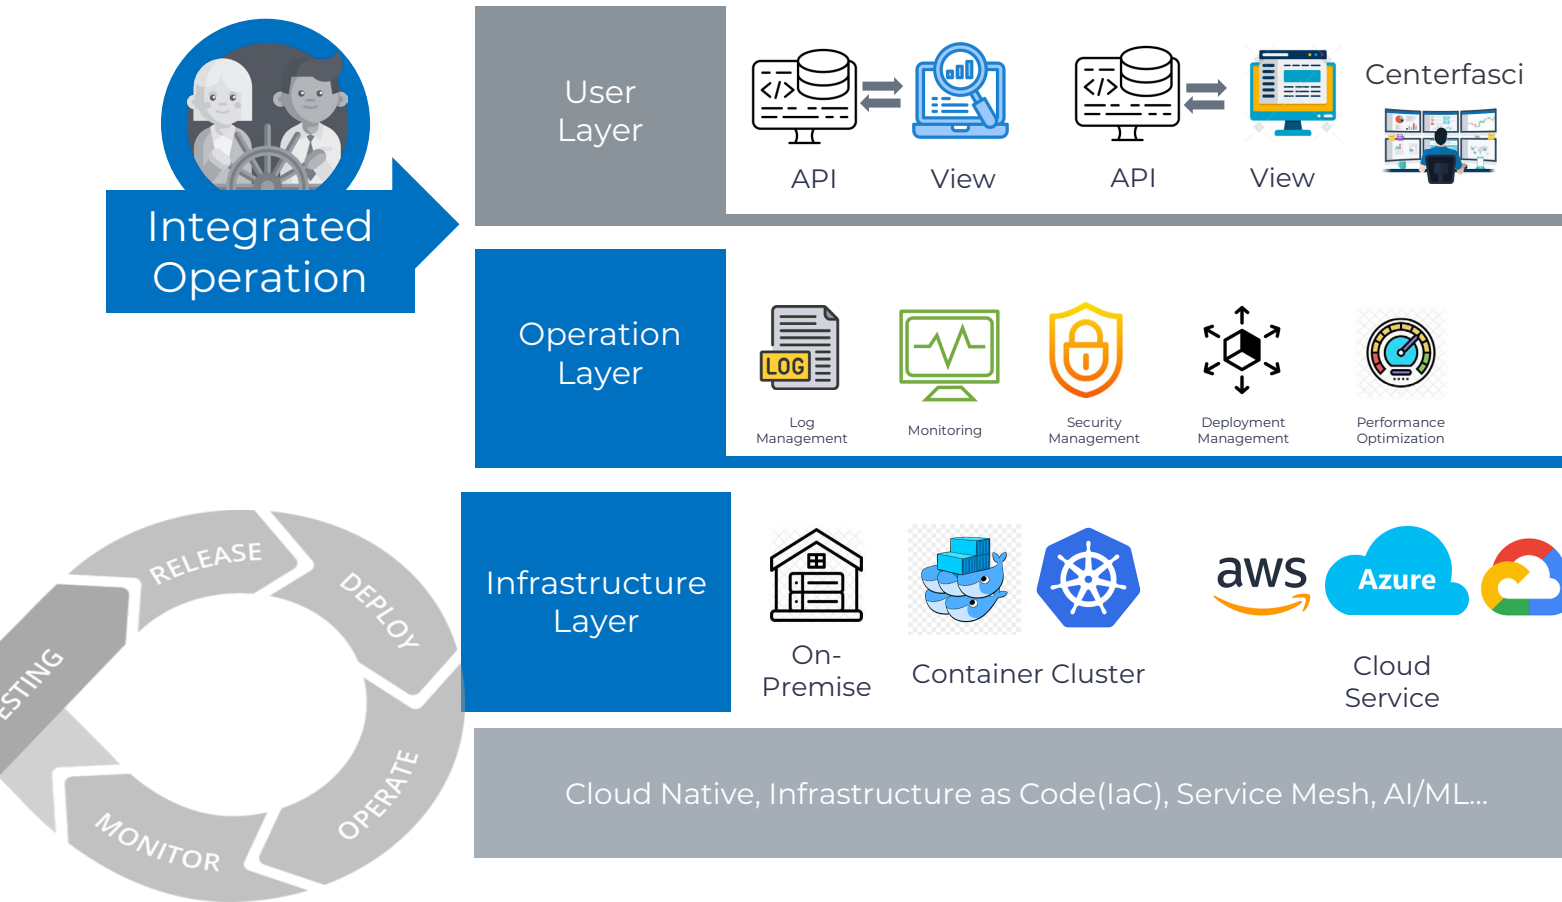 Integrated
Operation
User
Layer
API
View
API
View
Centerfasci
Operation
Layer
LOG
Log
Management
Monitoring
Security
Management
Deployment
Management
Performance
Optimization
Infrastructure
Layer
On-
Premise
Container Cluster
aws
Azure
Cloud
Service
Cloud Native, Infrastructure as Code(IaC), Service Mesh, AI/ML...
ESTING
RELEASE
DEPLOY
OPERATE
MONITOR